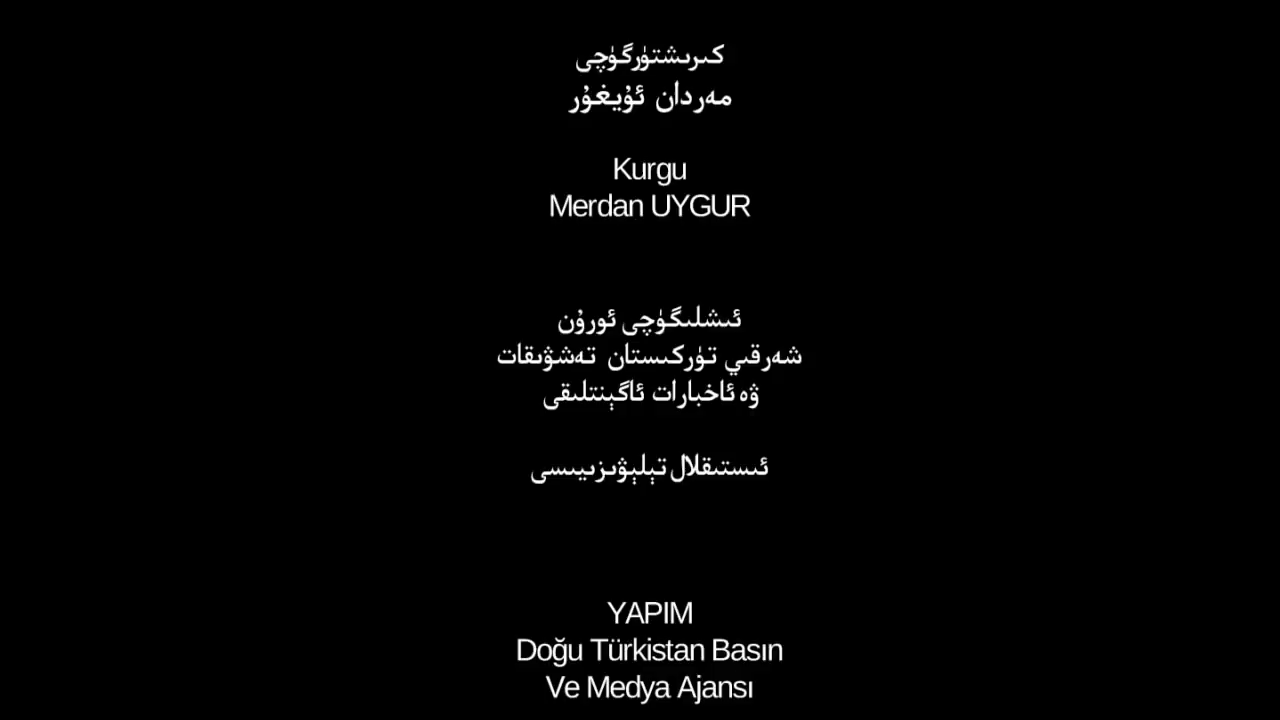 كىرىشتۈرگۈچى
مەردان ئۇيغۇر
Kurgu
Merdan UYGUR
ئىشلىگۈچى ئورۇن
شەرقىي تۈركىستان تەشۋىقات
ۋە ئاخبارات ئاگېنتلىقى
ئىستىقلال تېلېۋىزىيىسى
YAPIM
Doğu Türkistan Basın
Ve Medya Ajansı